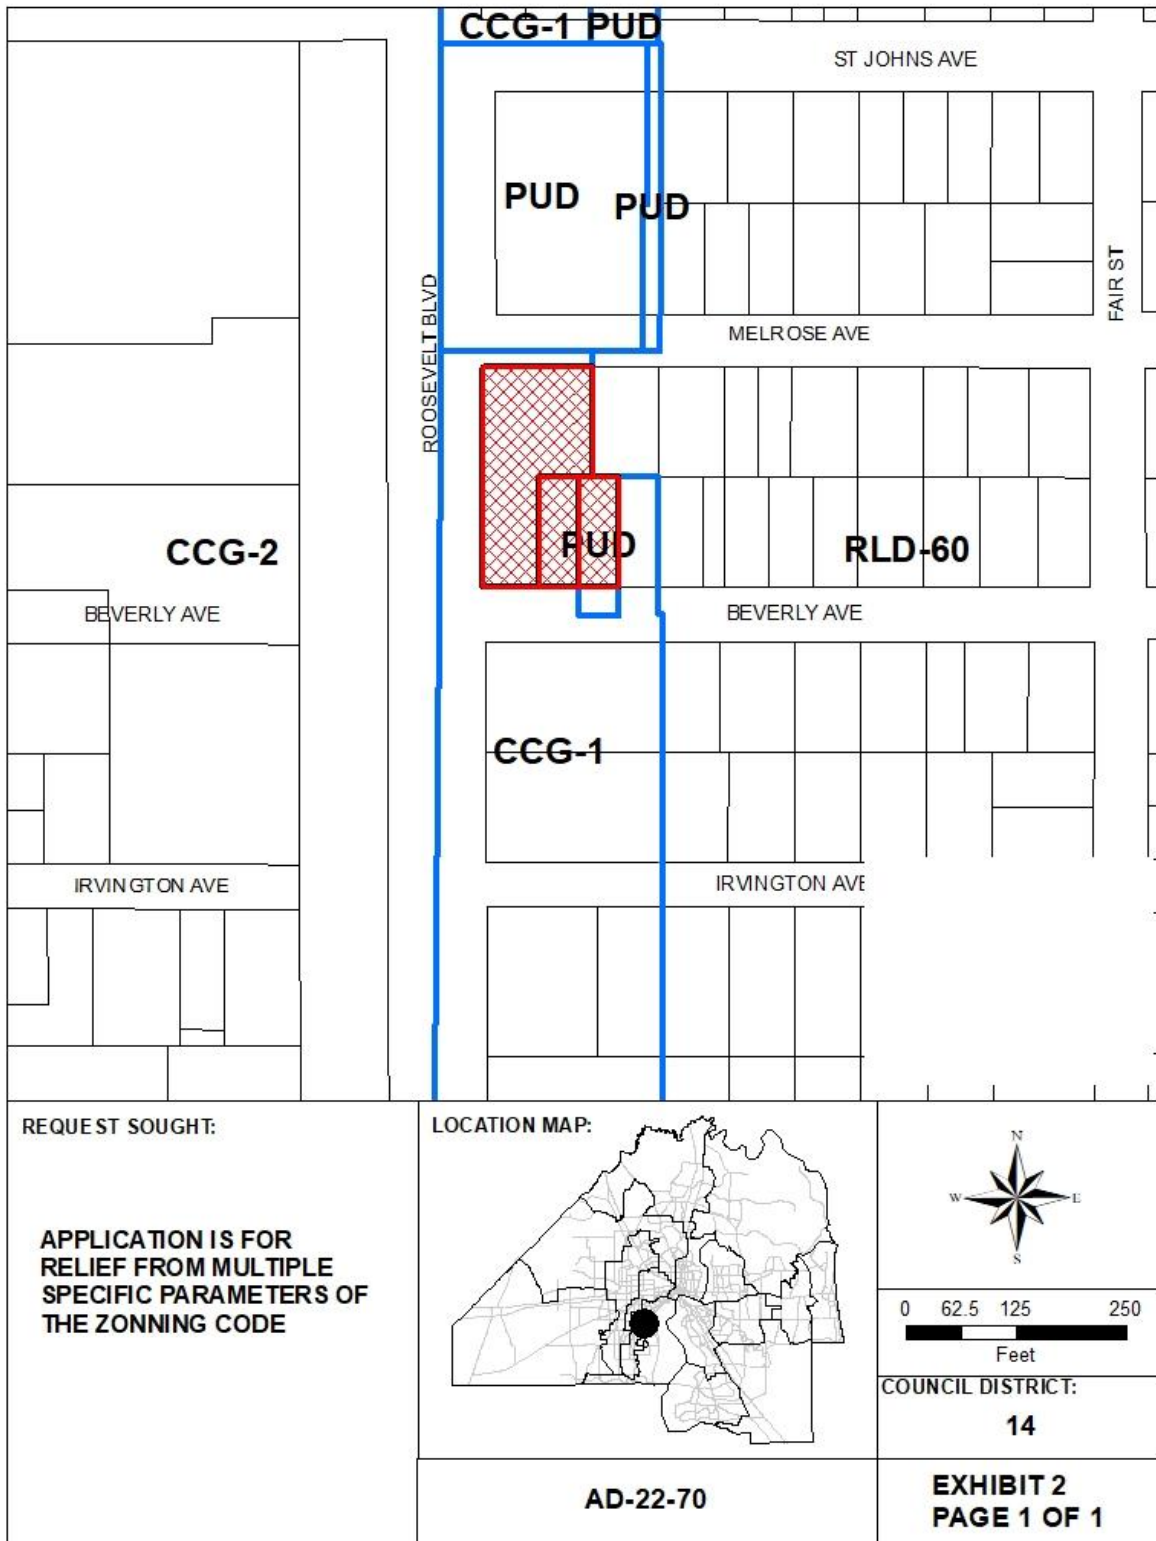 CCG-1 PUD
ST JOHNS AVE
PUD
PUD
FAIR ST
ROOSEVELT BLVD
MELROSE AVE
PUD
CCG-2
RLD-60
BEVERLY AVE
BEVERLY AVE
CCG-1
IRVINGTON AVE
IRVINGTON AVE
REQUEST SOUGHT:
APPLICATION IS FOR
RELIEF FROM MULTIPLE
SPECIFIC PARAMETERS OF
THE ZONNING CODE
LOCATION MAP:
N
W E
S
0 62.5 125 250
Feet
COUNCIL DISTRICT:
14
AD-22-70
EXHIBIT 2
PAGE 1 OF 1